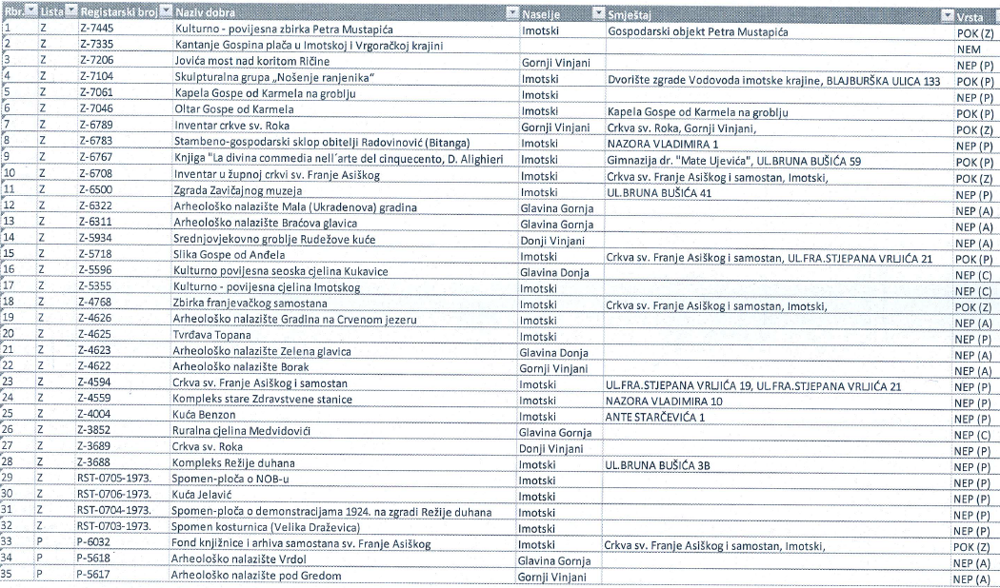 Rbr. Lista Registarski broj Naziv dobra Naselje Smještaj Vrsta
1 Z Z-7445 Kulturno - povijesna zbirka Petra Mustapića Imotski Gospodarski objekt Petra Mustapića POK (Z)
2 Z Z-7335 Kantanje Gospina plača u Imotskoj i Vrgoračkoj krajini NEM
3 Z Z-7206 Jovića most nad koritom Ričine Gornji Vinjani NEP (P)
4 Z Z-7104 Skulpturalna grupa „Nošenje ranjenika“ Imotski Dvorište zgrade Vodovoda imotske krajine, BLAJBURŠKA ULICA 133 POK (P)
5 Z Z-7061 Kapela Gospe od Karmela na groblju Imotski NEP (P)
6 Z Z-7046 Oltar Gospe od Karmela Imotski Kapela Gospe od Karmela na groblju POK (P)
7 Z Z-6789 Inventar crkve sv. Roka Gornji Vinjani Crkva sv. Roka, Gornji Vinjani, POK (Z)
8 Z Z-6783 Stambeno-gospodarski sklop obitelji Radovinović (Bitanga) Imotski NAZORA VLADIMIRA 1 NEP (P)
9 Z Z-6767 Knjiga "La divina commedia nell´arte del cinquecento, D. Alighieri Imotski Gimnazija dr. "Mate Ujevića", UL.BRUNA BUŠIĆA 59 POK (P)
10 Z Z-6708 Inventar u župnoj crkvi sv. Franje Asiškog Imotski Crkva sv. Franje Asiškog i samostan, Imotski, POK (Z)
11 Z Z-6500 Zgrada Zavičajnog muzeja Imotski UL.BRUNA BUŠIĆA 41 NEP (P)
12 Z Z-6322 Arheološko nalazište Mala (Ukradenova) gradina Glavina Gornja NEP (A)
13 Z Z-6311 Arheološko nalazište Braćova glavica Glavina Gornja NEP (A)
14 Z Z-5934 Srednjovjekovno groblje Rudežove kuće Donji Vinjani NEP (A)
15 Z Z-5718 Slika Gospe od Anđela Imotski Crkva sv. Franje Asiškog i samostan, UL.FRA.STJEPANA VRLJIĆA 21 POK (P)
16 Z Z-5596 Kulturno povijesna seoska cjelina Kukavice Glavina Donja NEP (C)
17 Z Z-5355 Kulturno - povijesna cjelina Imotskog Imotski NEP (C)
18 Z Z-4768 Zbirka franjevačkog samostana Imotski Crkva sv. Franje Asiškog i samostan, Imotski, POK (Z)
19 Z Z-4626 Arheološko nalazište Gradina na Crvenom jezeru Imotski NEP (A)
20 Z Z-4625 Tvrđava Topana Imotski NEP (P)
21 Z Z-4623 Arheološko nalazište Zelena glavica Glavina Donja NEP (A)
22 Z Z-4622 Arheološko nalazište Borak Gornji Vinjani NEP (A)
23 Z Z-4594 Crkva sv. Franje Asiškog i samostan Imotski UL.FRA.STJEPANA VRLJIĆA 19, UL.FRA.STJEPANA VRLJIĆA 21 NEP (P)
24 Z Z-4559 Kompleks stare Zdravstvene stanice Imotski NAZORA VLADIMIRA 10 NEP (P)
25 Z Z-4004 Kuća Benzon Imotski ANTE STARČEVIĆA 1 NEP (P)
26 Z Z-3852 Ruralna cjelina Medvidovići Glavina Gornja NEP (C)
27 Z Z-3689 Crkva sv. Roka Donji Vinjani NEP (P)
28 Z Z-3688 Kompleks Režije duhana Imotski UL.BRUNA BUŠIĆA 3B NEP (P)
29 Z RST-0705-1973. Spomen-ploča o NOB-u Imotski NEP (P)
30 Z RST-0706-1973. Kuća Jelavić Imotski NEP (P)
31 Z RST-0704-1973. Spomen-ploča o demonstracijama 1924. na zgradi Režije duhana Imotski NEP (P)
32 Z RST-0703-1973. Spomen kosturnica (Velika Draževica) Imotski NEP (P)
33 P P-6032 Fond knjižnice i arhiva samostana sv. Franje Asiškog Imotski Crkva sv. Franje Asiškog i samostan, Imotski, POK (Z)
34 P P-5618 Arheološko nalazište Vrdol Glavina Gornja NEP (A)
35 P P-5617 Arheološko nalazište pod Gredom Gornji Vinjani NEP (A)